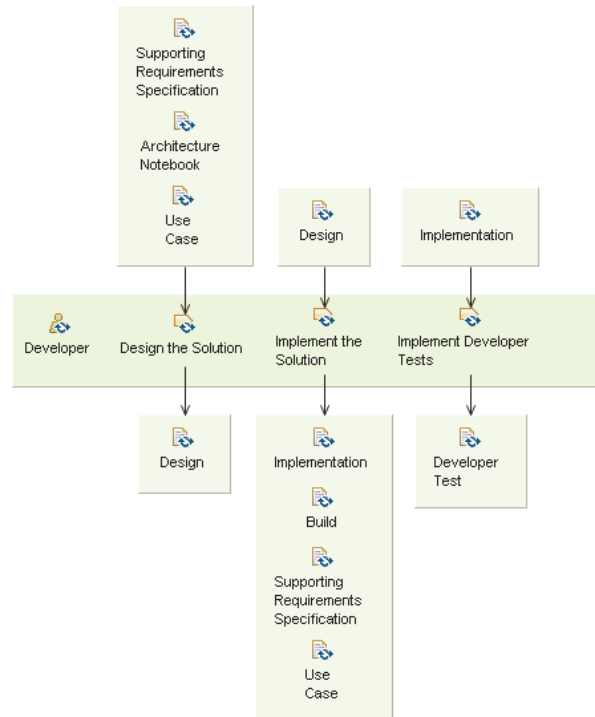 Supporting
Requirements
Specification
Architecture
Notebook
Use
Case
Design
Implementation
Developer
Design the Solution
Implement the
Solution
Implement Developer
Tests
Design
Implementation
Build
Supporting
Requirements
Specification
Use
Case
Developer
Test